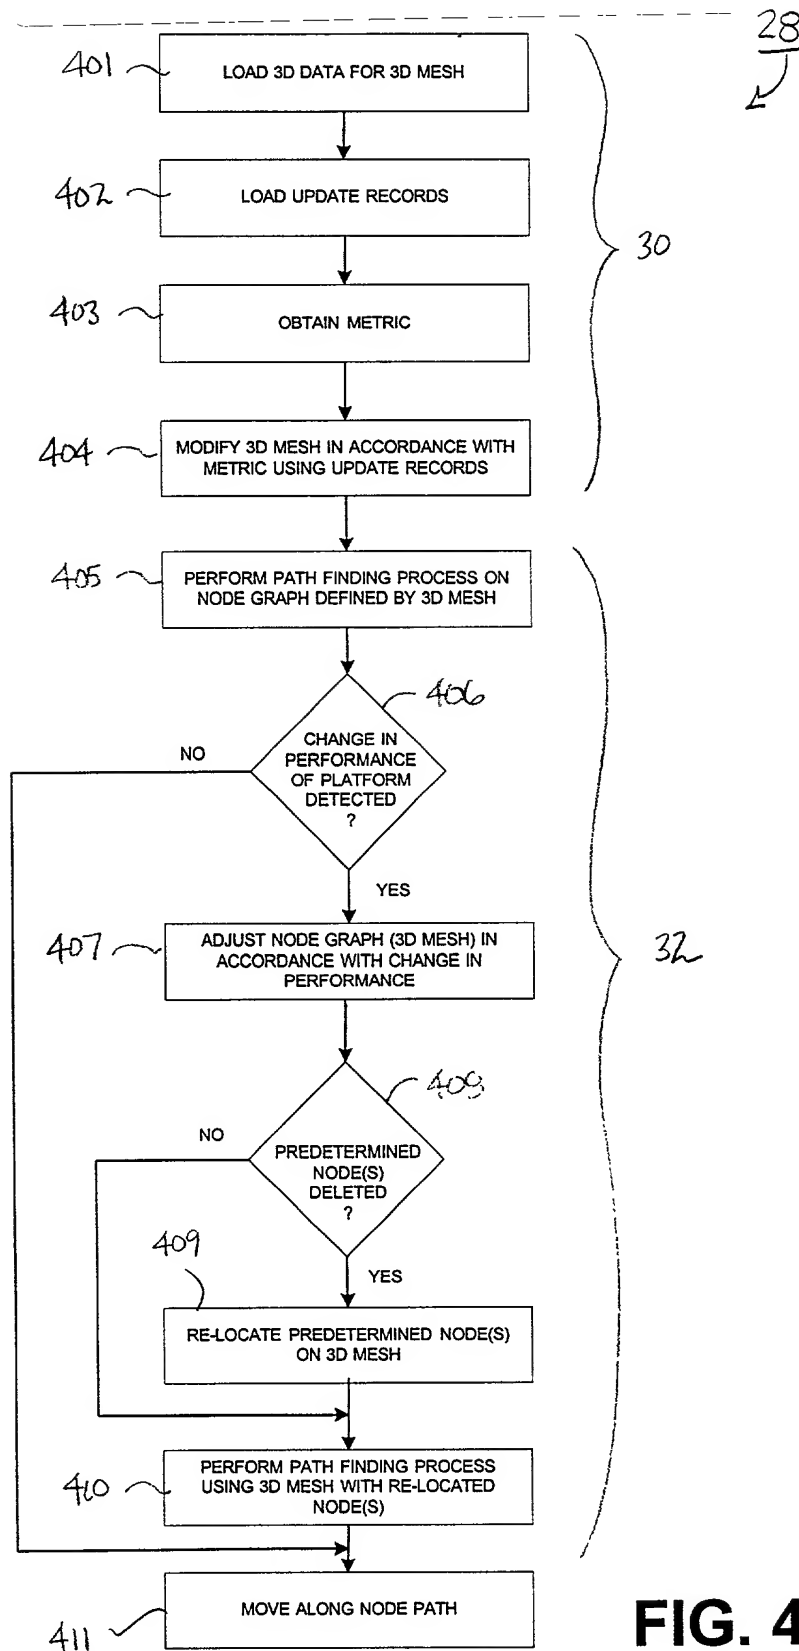 28
401
LOAD 3D DATA FOR 3D MESH
402
LOAD UPDATE RECORDS
30
403
OBTAIN METRIC
404
MODIFY 3D MESH IN ACCORDANCE WITH
METRIC USING UPDATE RECORDS
405
PERFORM PATH FINDING PROCESS ON
NODE GRAPH DEFINED BY 3D MESH
406
NO
CHANGE IN
PERFORMANCE
OF PLATFORM
DETECTED
?
YES
407
ADJUST NODE GRAPH (3D MESH) IN
ACCORDANCE WITH CHANGE IN
PERFORMANCE
32
NO
PREDETERMINED
NODE(S)
DELETED
?
409
YES
RE-LOCATE PREDETERMINED NODE(S)
ON 3D MESH
410
PERFORM PATH FINDING PROCESS
USING 3D MESH WITH RE-LOCATED
NODE(S)
411
MOVE ALONG NODE PATH
FIG. 4